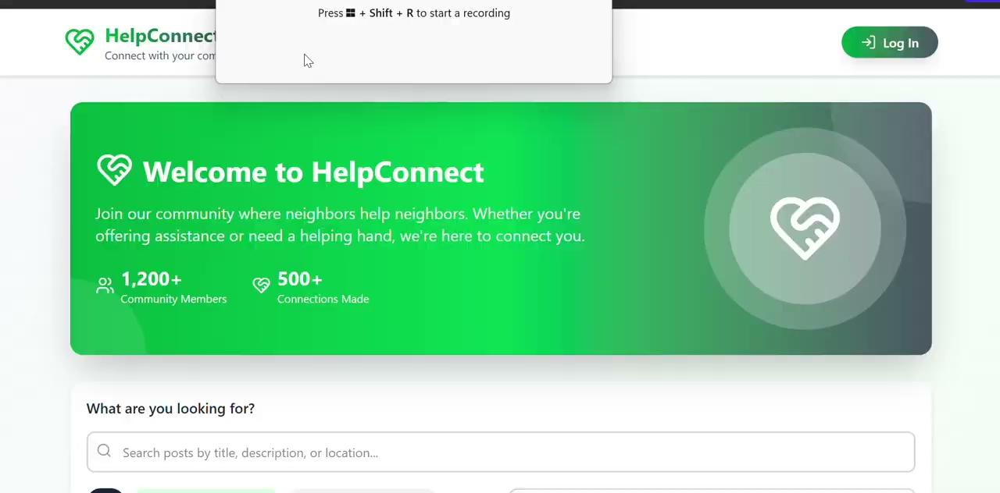 Press + Shift + R to start a recording
HelpConnect
Connect with your com
Log In
Welcome to HelpConnect
Join our community where neighbors help neighbors. Whether you're
offering assistance or need a helping hand, we're here to connect you.
1,200+
Community Members
500+
Connections Made
What are you looking for?
Search posts by title, description, or location...